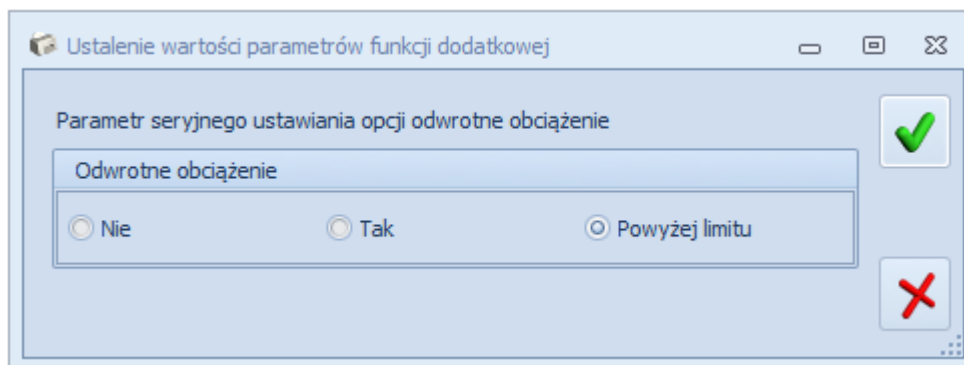 Ustalenie wartości parametrów funkcji dodatkowej
Parametr seryjnego ustawiania opcji odwrotne obciążenie
Odwrotne obciążenie
Nie Tak Powyżej limitu